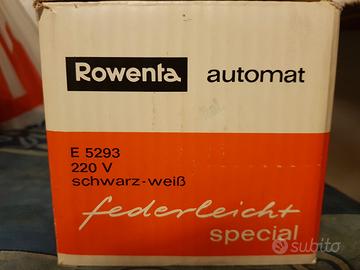 Rowenta automat
E 5293
220 V
schwarz-weiß
federleicht
special
subito